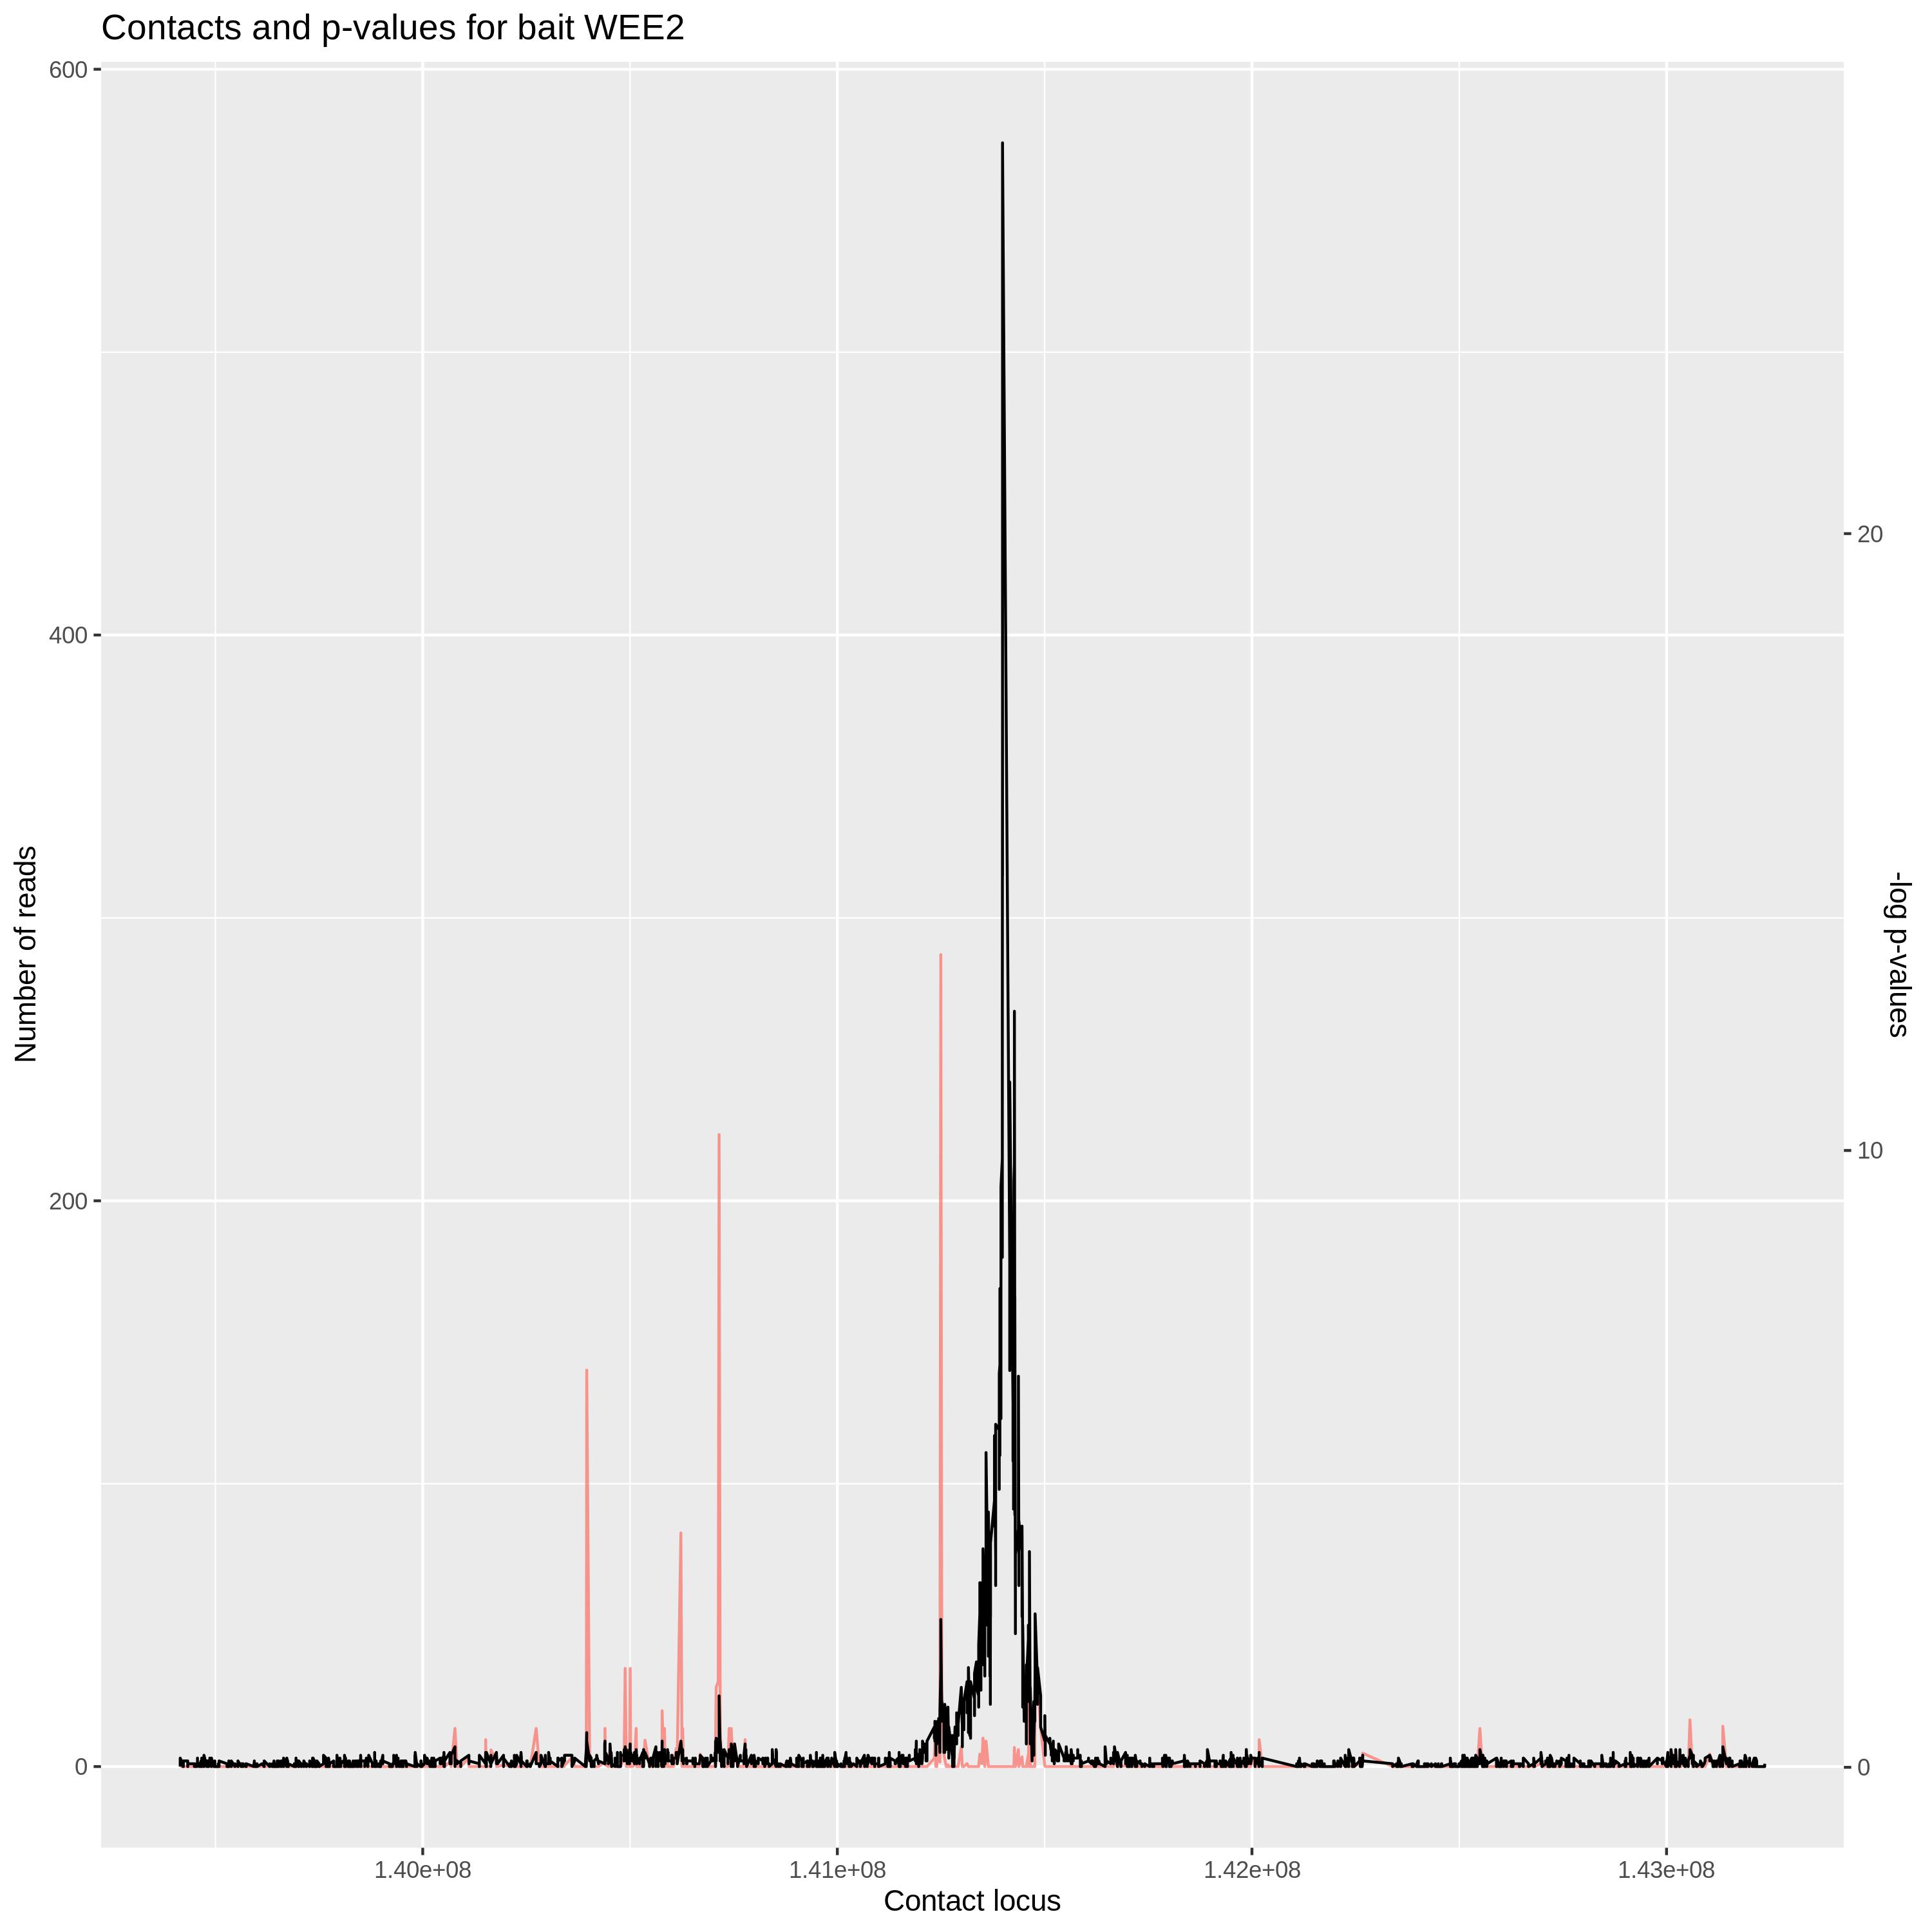 Contacts and p-values for bait WEE2
600
400
200
0
Number of reads
20
10
0
-log p-values
1.40e+08
1.41e+08
1.42e+08
1.43e+08
Contact locus